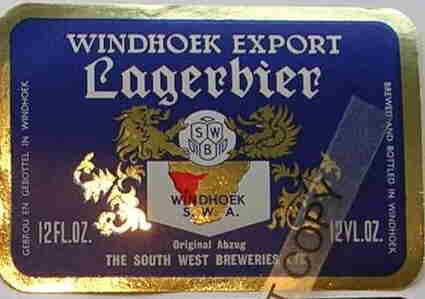 WINDHOEK EXPORT
Lagerbier
S W
B
WINDHOEK
S. W. A.
12FL.OZ.
12VL.OZ.
Original Abzug
THE SOUTH WEST BREWERIES LTD.
GEBROU EN GEBOTTEL IN WINDHOEK
BREWED AND BOTTLED IN WINDHOEK
COPY